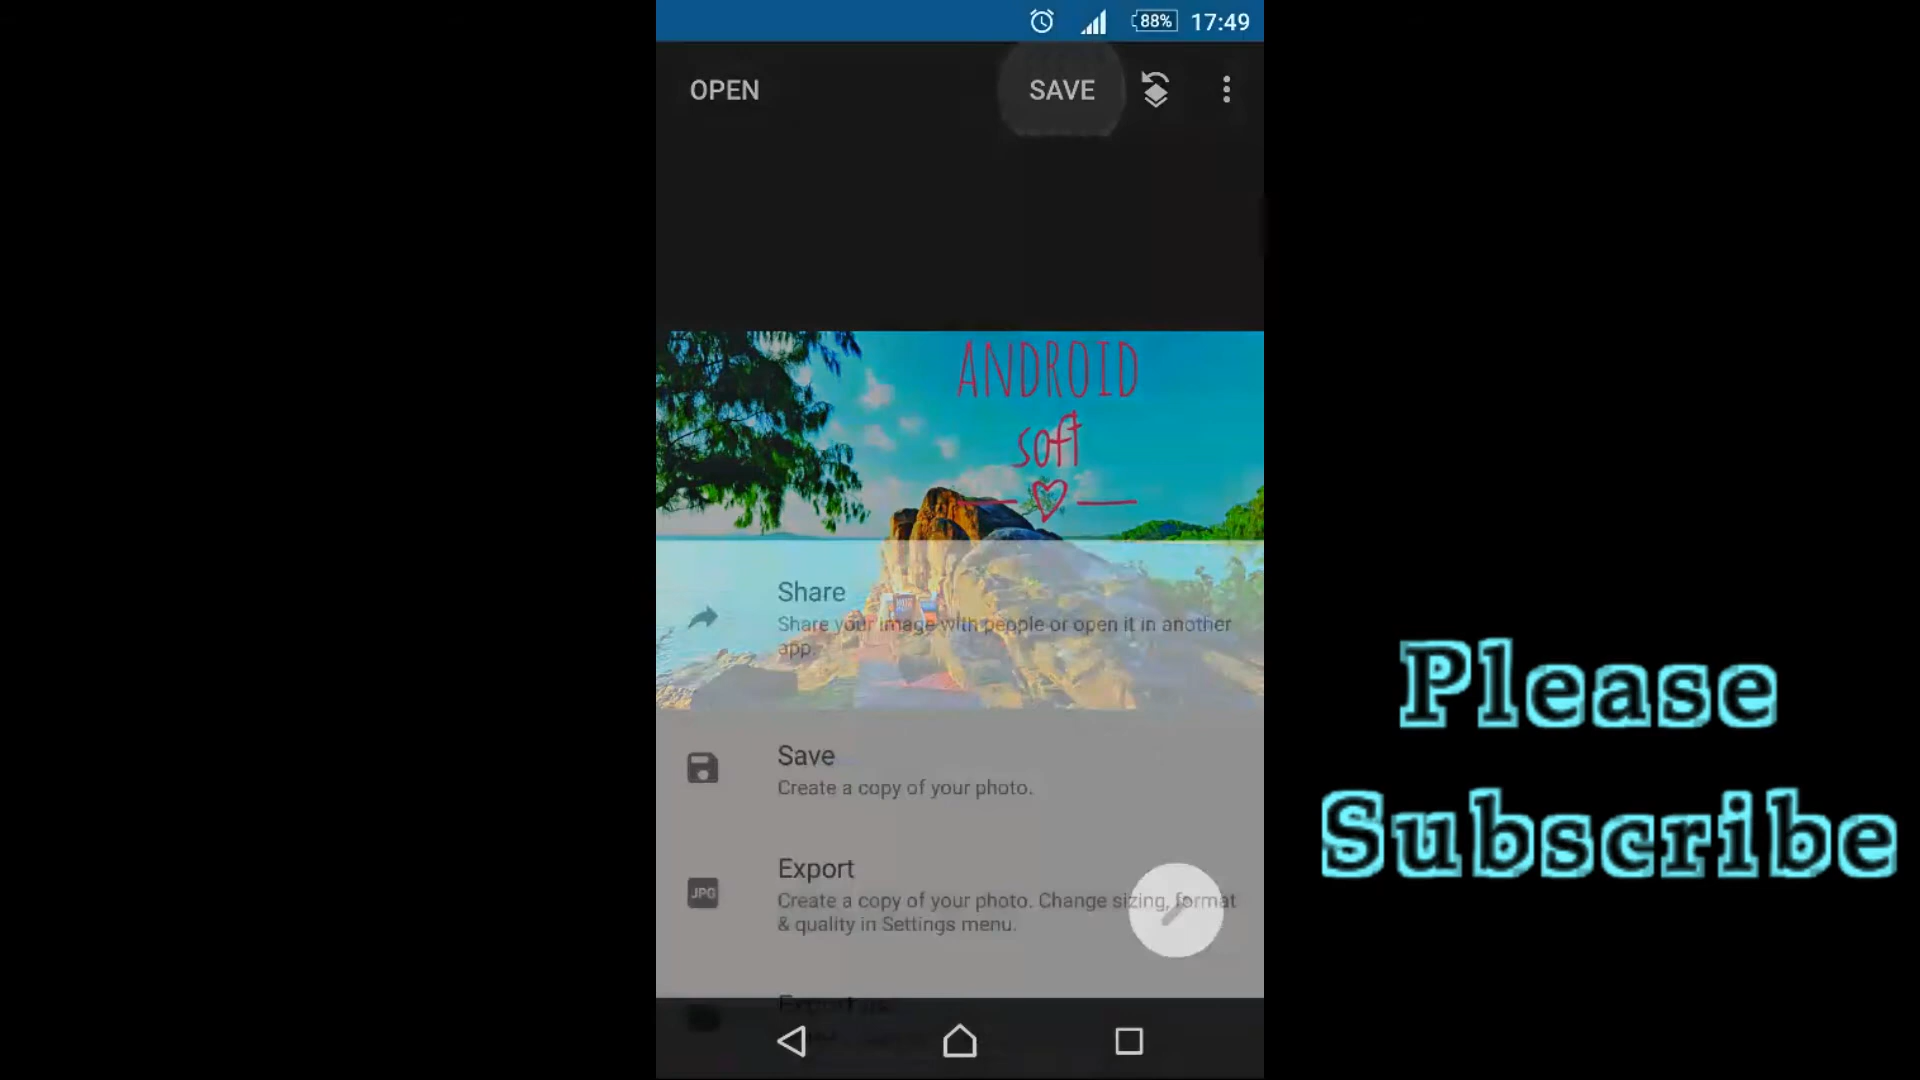 88% 17:49
OPEN SAVE
ANDROID
soft
Share
Share your image with people or open it in another
app.
Save
Create a copy of your photo.
JPG
Export
Create a copy of your photo. Change sizing, format
& quality in Settings menu.
Export as
Please
Subscribe